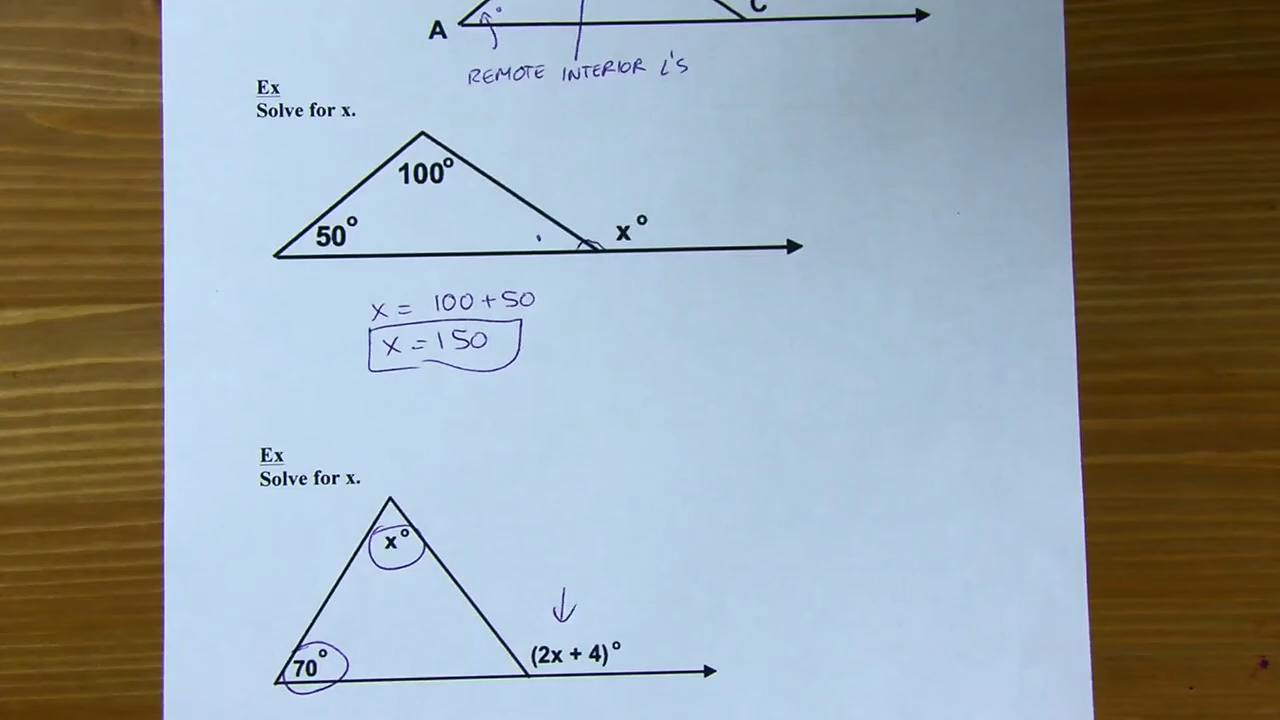 C
A
REMOTE INTERIOR ∠'S
Ex
Solve for x.
100°
50°
x°
x = 100 + 50
x = 150
Ex
Solve for x.
x°
(2x + 4)°
70°